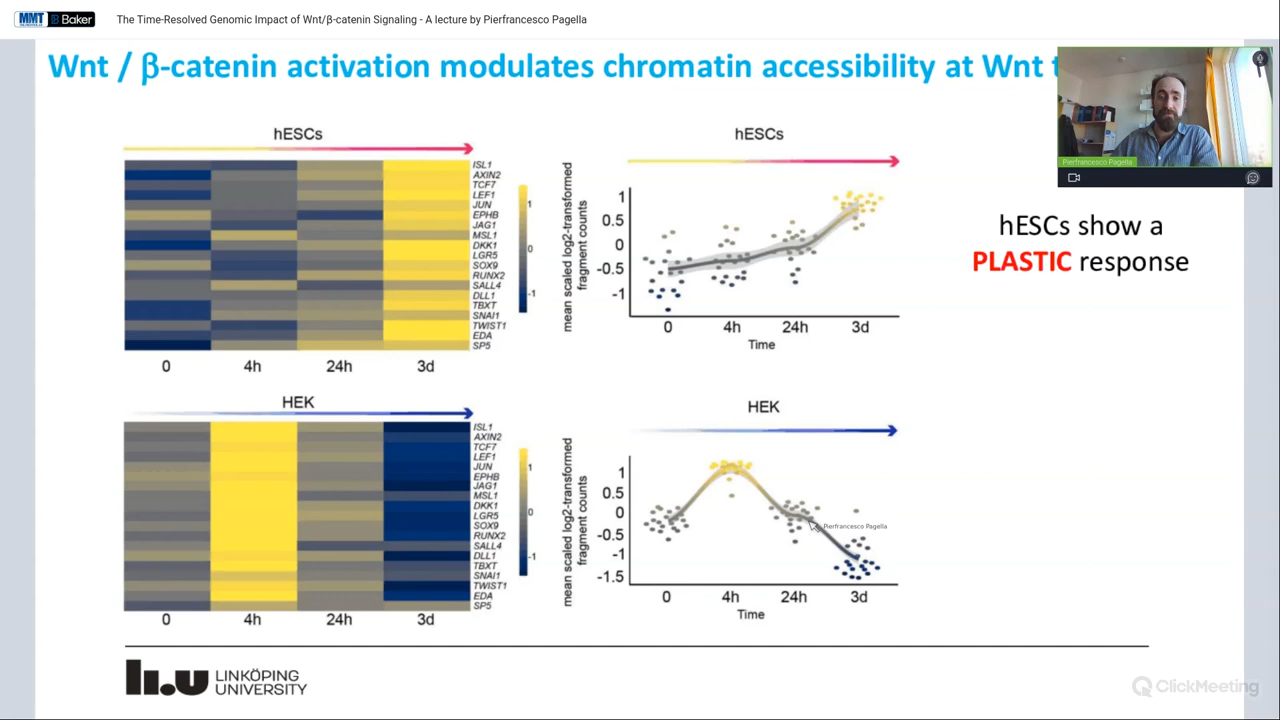 MMT B Baker
The Time-Resolved Genomic Impact of Wnt/β-catenin Signaling - A lecture by Pierfrancesco Pagella
Wnt / β-catenin activation modulates chromatin accessibility at Wnt t
Pierfrancesco Pagella
hESCs
ISL1
AXIN2
TCF7
LEF1
JUN
EPHB
JAG1
MSL1
DKK1
LGR5
SOX9
RUNX2
SALL4
DLL1
TBXT
SNAI1
TWIST1
EDA
SP5
1
0
-1
0 4h 24h 3d
hESCs
mean scaled log2-transformed
fragment counts
1
0.5
0
-0.5
-1
0 4h 24h 3d
Time
hESCs show a
PLASTIC response
HEK
ISL1
AXIN2
TCF7
LEF1
JUN
EPHB
JAG1
MSL1
DKK1
LGR5
SOX9
RUNX2
SALL4
DLL1
TBXT
SNAI1
TWIST1
EDA
SP5
1
0
-1
0 4h 24h 3d
HEK
mean scaled log2-transformed
fragment counts
1
0.5
0
-0.5
-1
-1.5
Pierfrancesco Pagella
0 4h 24h 3d
Time
li.u LINKÖPING
UNIVERSITY
ClickMeeting